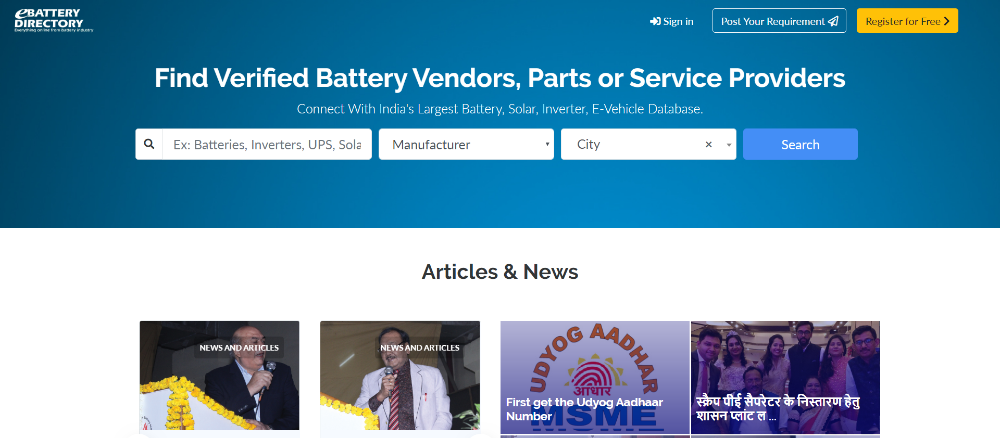 eBATTERY
DIRECTORY
Everything online from battery industry
Sign in
Post Your Requirement
Register for Free
Find Verified Battery Vendors, Parts or Service Providers
Connect With India's Largest Battery, Solar, Inverter, E-Vehicle Database.
Ex: Batteries, Inverters, UPS, Sola
Manufacturer
City
×
Search
Articles & News
NEWS AND ARTICLES
NEWS AND ARTICLES
UDYOG AADHAR
आधार
MSME
First get the Udyog Aadhaar
Number
स्क्रैप पीई सैपरेटर के निस्तारण हेतु
शासन प्लांट ल ...